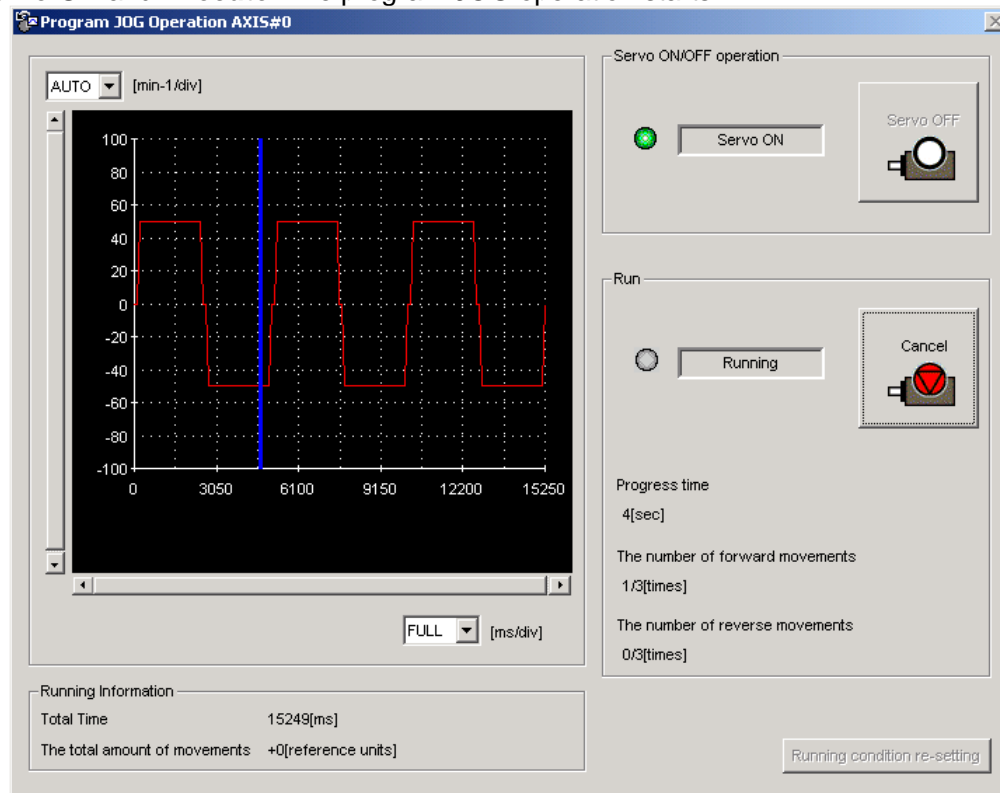 Program JOG Operation AXIS#0
AUTO [min-1/div]
100
80
60
40
20
0
-20
-40
-60
-80
-100
0 3050 6100 9150 12200 15250
FULL [ms/div]
Servo ON/OFF operation
Servo ON
Servo OFF
Run
Running
Cancel
Progress time
4[sec]
The number of forward movements
1/3[times]
The number of reverse movements
0/3[times]
Running Information
Total Time 15249[ms]
The total amount of movements +0[reference units]
Running condition re-setting